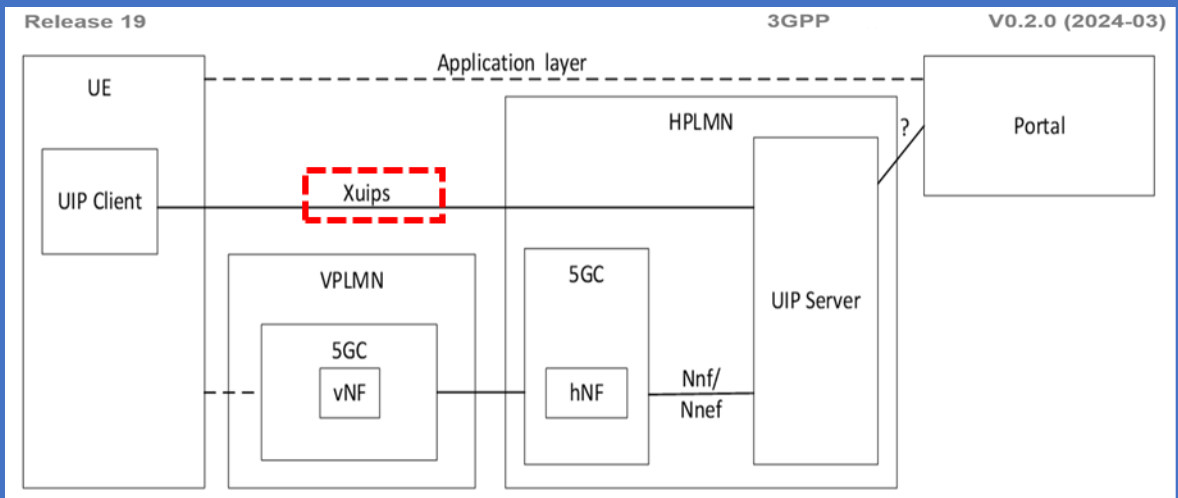 Release 19 3GPP V0.2.0 (2024-03)
Application layer
UE
HPLMN
?
Portal
UIP Client
Xuips
VPLMN
5GC
UIP Server
5GC
vNF
hNF
Nnf/
Nnef